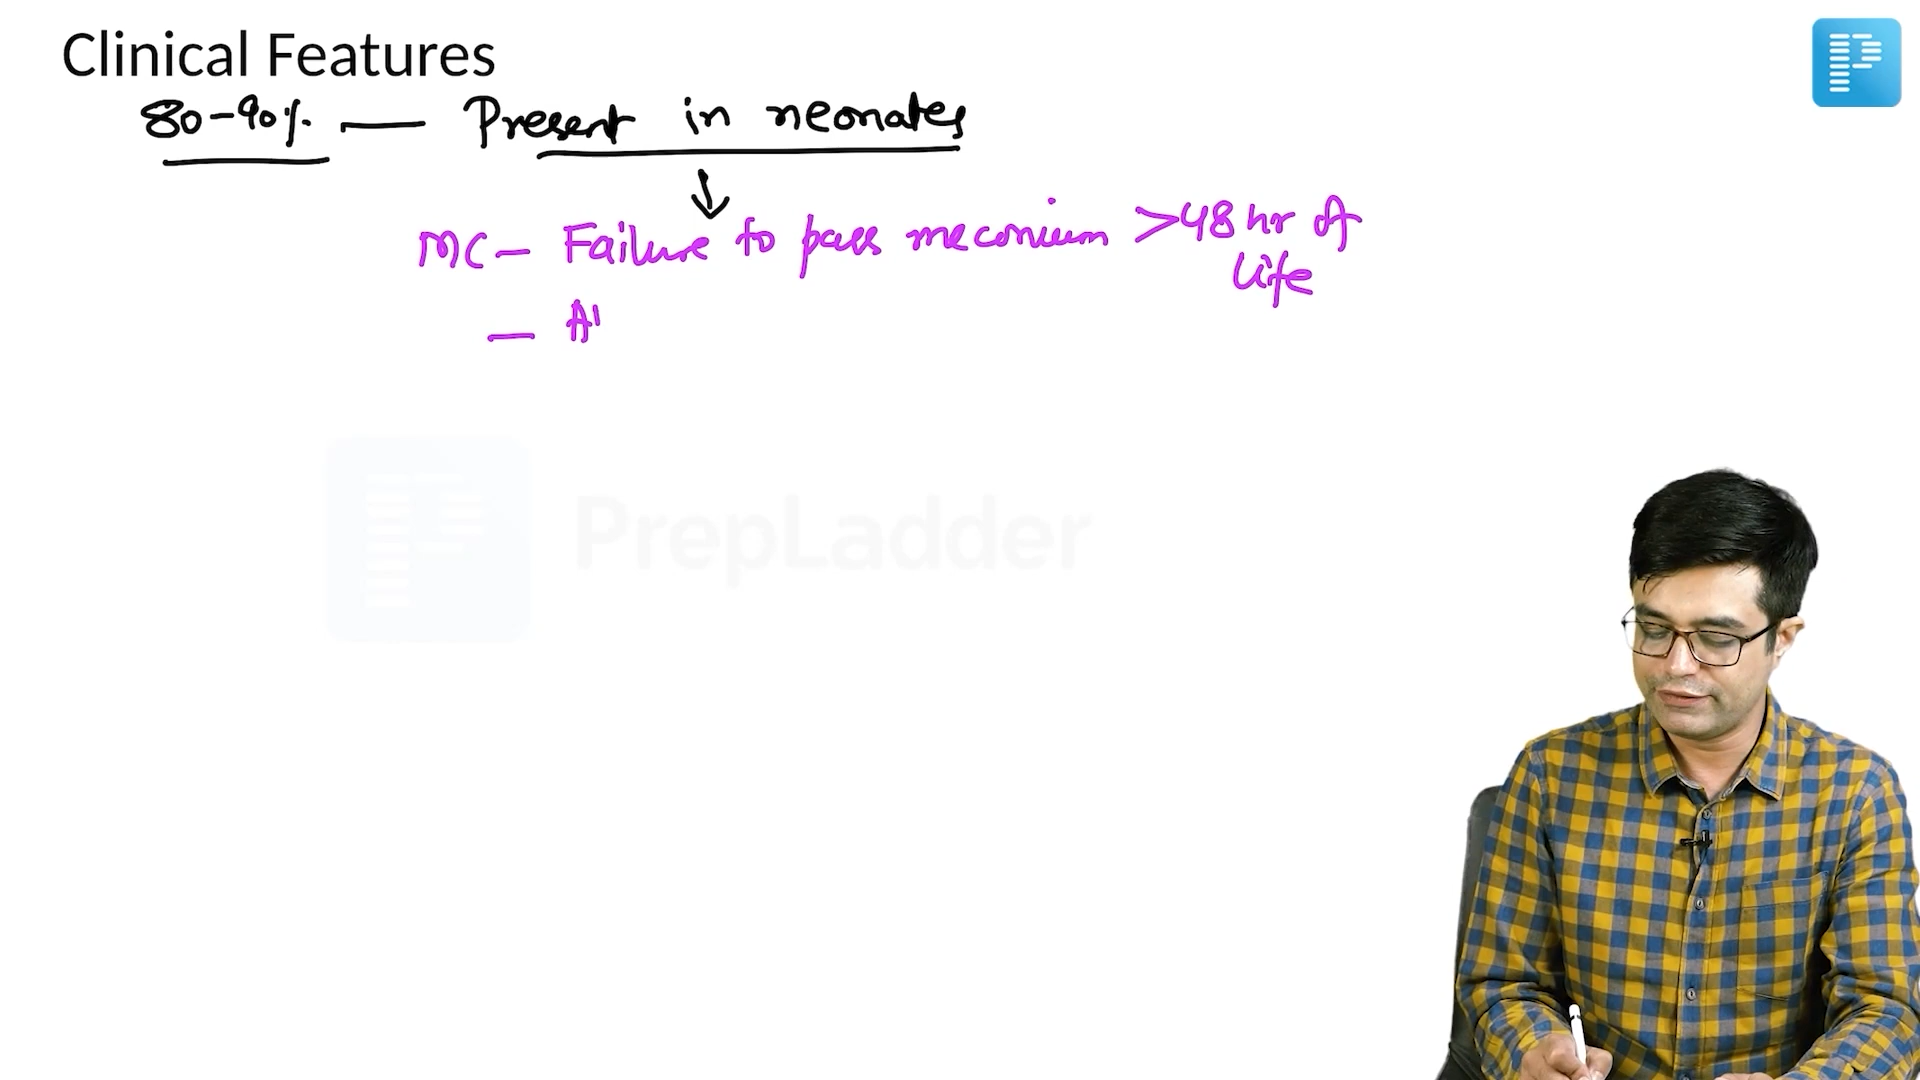 Clinical Features
80-90% — Present in neonates
MC - Failure to pass meconium >48 hr of
life
- A
PrepLadder